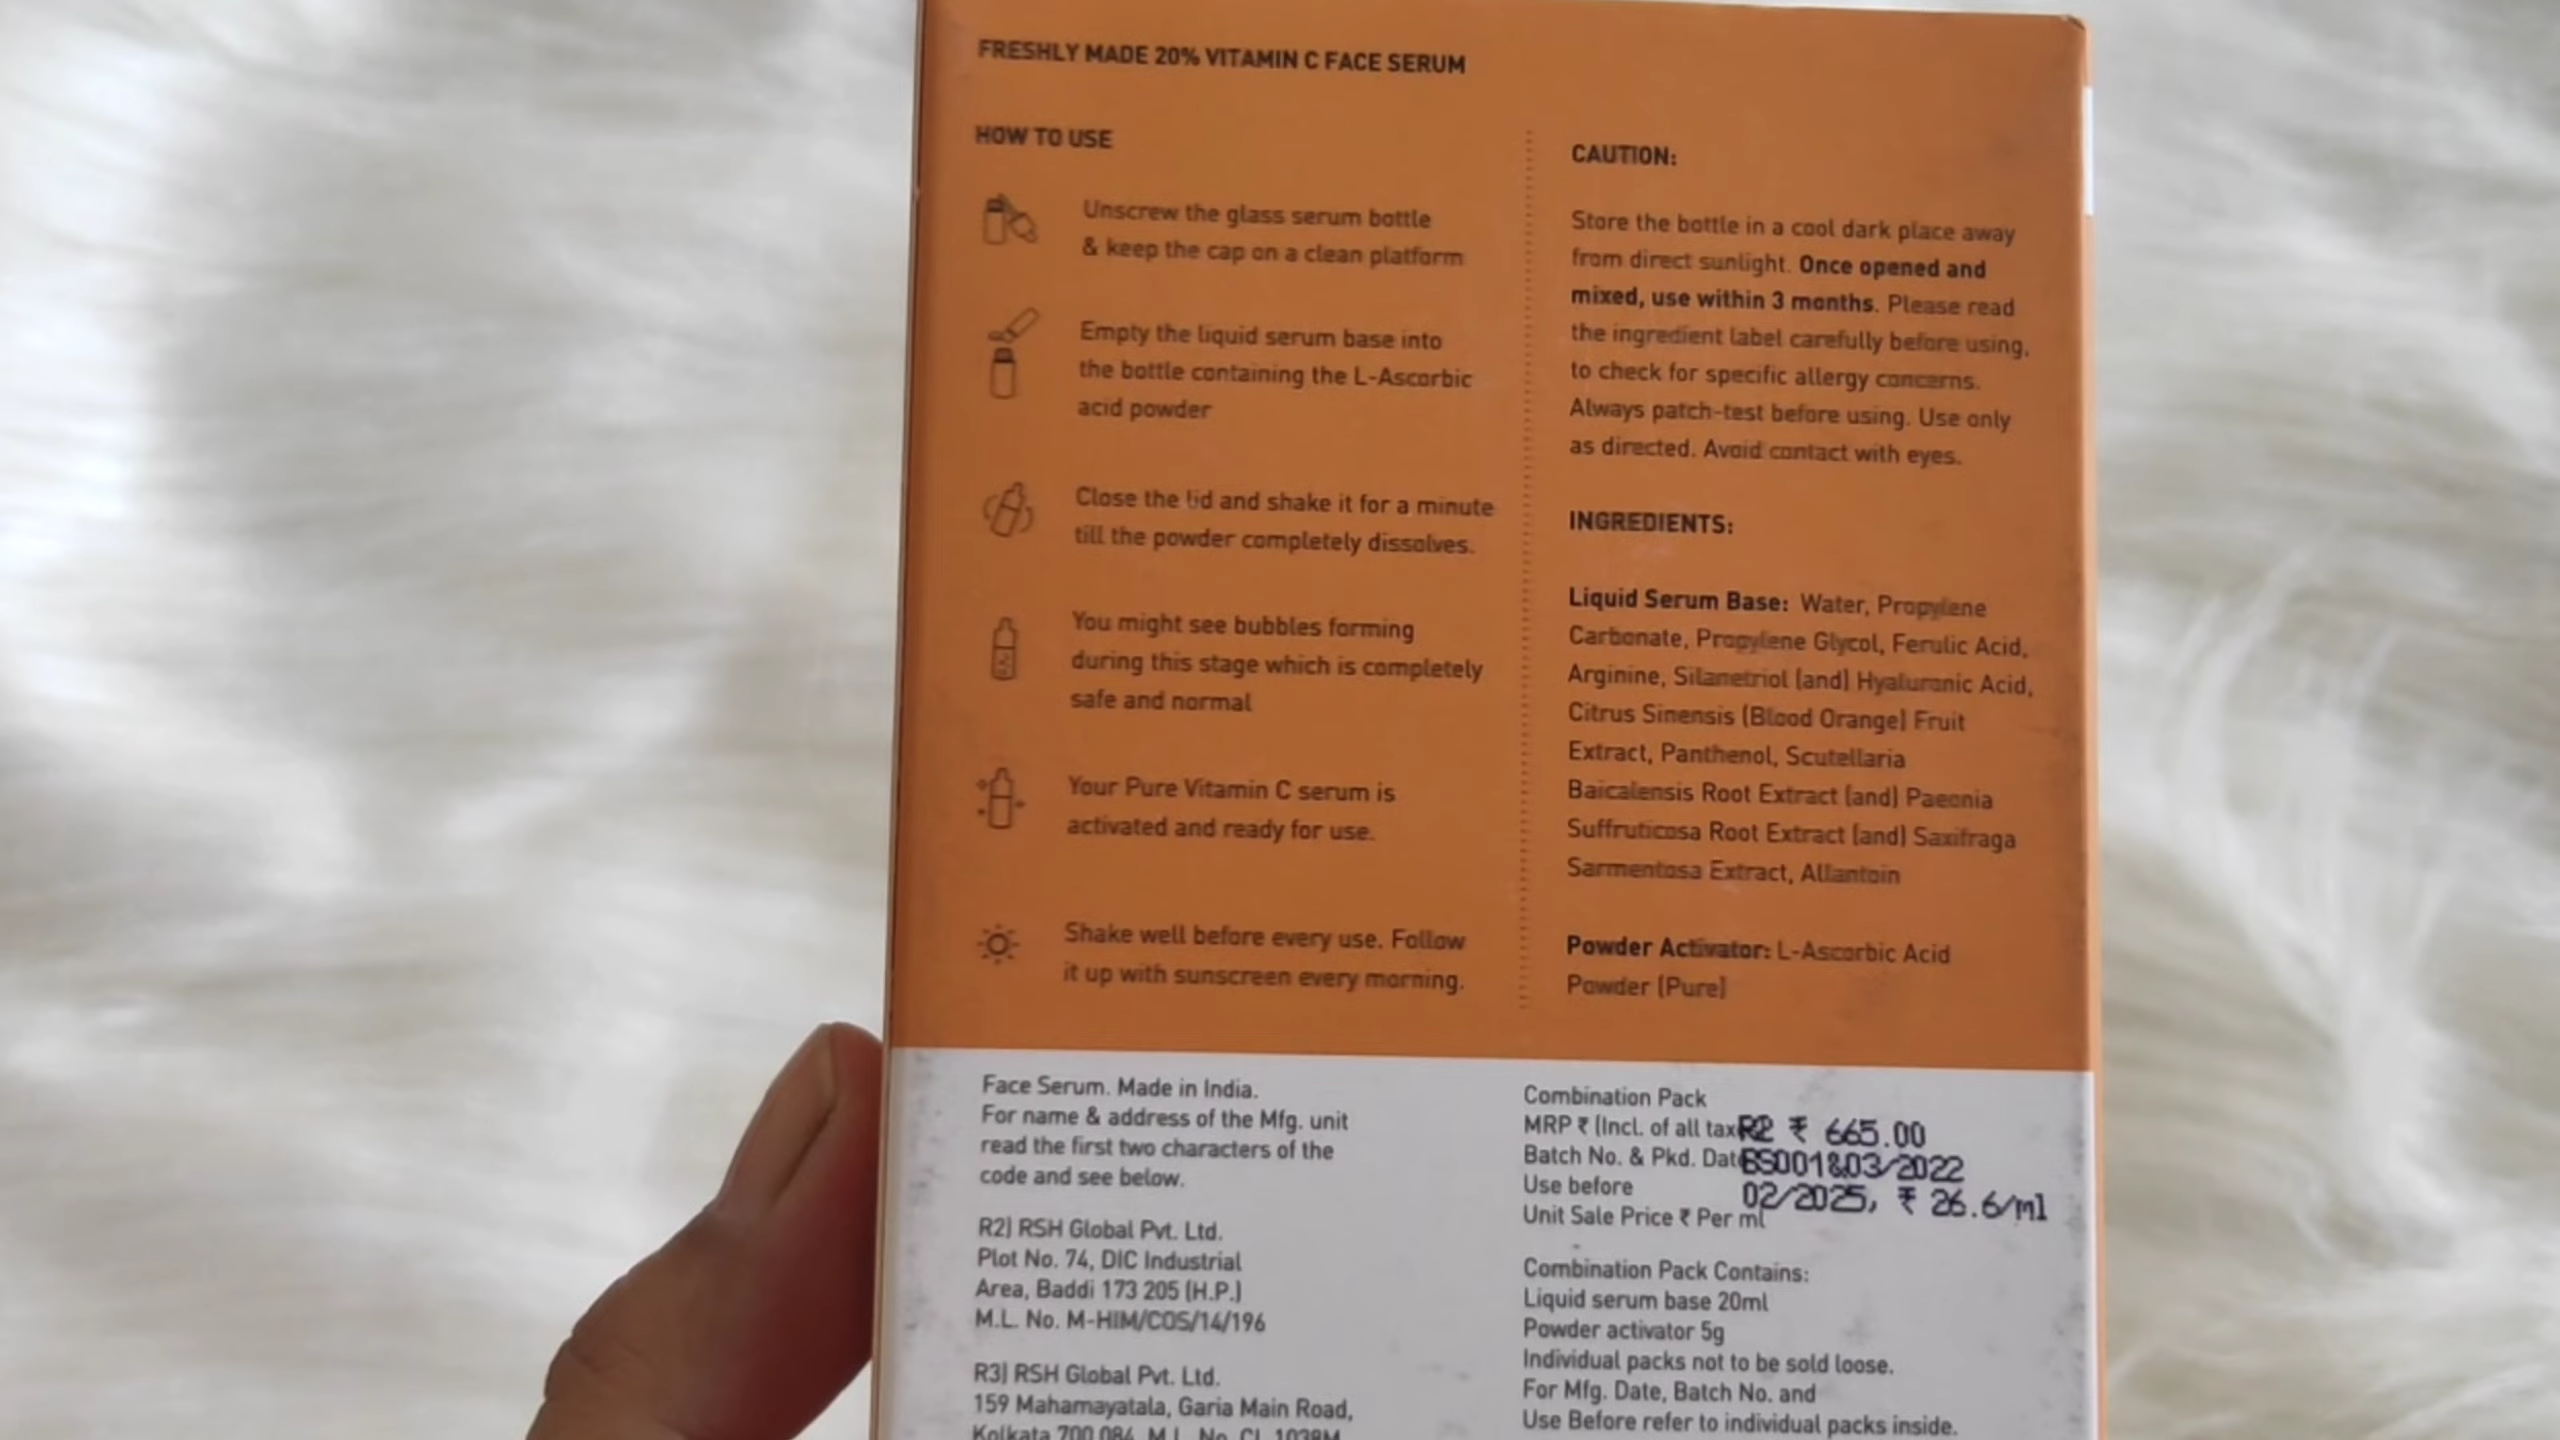 FRESHLY MADE 20% VITAMIN C FACE SERUM
HOW TO USE
Unscrew the glass serum bottle
& keep the cap on a clean platform
Empty the liquid serum base into
the bottle containing the L-Ascorbic
acid powder
Close the lid and shake it for a minute
till the powder completely dissolves.
You might see bubbles forming
during this stage which is completely
safe and normal
Your Pure Vitamin C serum is
activated and ready for use.
Shake well before every use. Follow
it up with sunscreen every morning.
CAUTION:
Store the bottle in a cool dark place away
from direct sunlight. Once opened and
mixed, use within 3 months. Please read
the ingredient label carefully before using,
to check for specific allergy concerns.
Always patch-test before using. Use only
as directed. Avoid contact with eyes.
INGREDIENTS:
Liquid Serum Base: Water, Propylene
Carbonate, Propylene Glycol, Ferulic Acid,
Arginine, Silanetriol (and) Hyaluronic Acid,
Citrus Sinensis (Blood Orange) Fruit
Extract, Panthenol, Scutellaria
Baicalensis Root Extract (and) Paeonia
Suffruticosa Root Extract (and) Saxifraga
Sarmentosa Extract, Allantoin
Powder Activator: L-Ascorbic Acid
Powder (Pure)
Face Serum. Made in India.
For name & address of the Mfg. unit
read the first two characters of the
code and see below.
R2) RSH Global Pvt. Ltd.
Plot No. 74, DIC Industrial
Area, Baddi 173 205 (H.P.)
M.L. No. M-HIM/COS/14/196
R3) RSH Global Pvt. Ltd.
159 Mahamayatala, Garia Main Road,
Kolkata 700 084, M.L. No. CL 1038M
Combination Pack
MRP ₹ (Incl. of all tax R2 ₹ 665.00
Batch No. & Pkd. Dat BS001&03/2022
Use before 02/2025, ₹ 26.6/ml
Unit Sale Price ₹ Per ml
Combination Pack Contains:
Liquid serum base 20ml
Powder activator 5g
Individual packs not to be sold loose.
For Mfg. Date, Batch No. and
Use Before refer to individual packs inside.